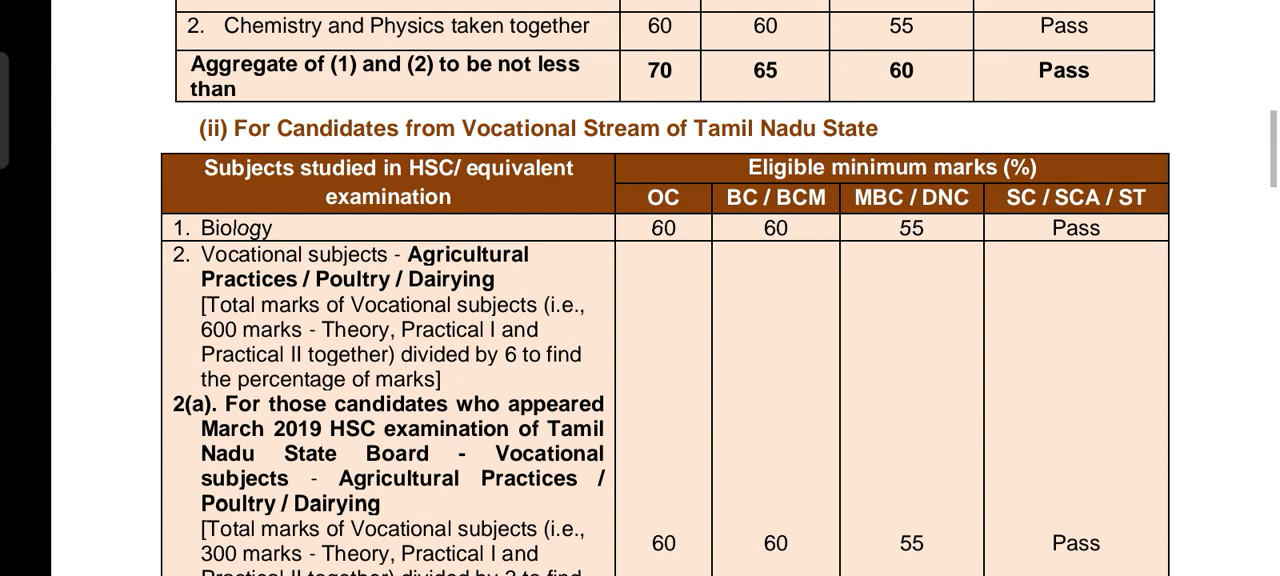 2. Chemistry and Physics taken together 60 60 55 Pass
Aggregate of (1) and (2) to be not less than 70 65 60 Pass
(ii) For Candidates from Vocational Stream of Tamil Nadu State
Subjects studied in HSC/ equivalent examination
Eligible minimum marks (%)
OC BC / BCM MBC / DNC SC / SCA / ST
1. Biology 60 60 55 Pass
2. Vocational subjects - Agricultural
Practices / Poultry / Dairying
[Total marks of Vocational subjects (i.e.,
600 marks - Theory, Practical I and
Practical II together) divided by 6 to find
the percentage of marks]
2(a). For those candidates who appeared
March 2019 HSC examination of Tamil
Nadu State Board - Vocational
subjects - Agricultural Practices /
Poultry / Dairying
[Total marks of Vocational subjects (i.e.,
300 marks - Theory, Practical I and 60 60 55 Pass